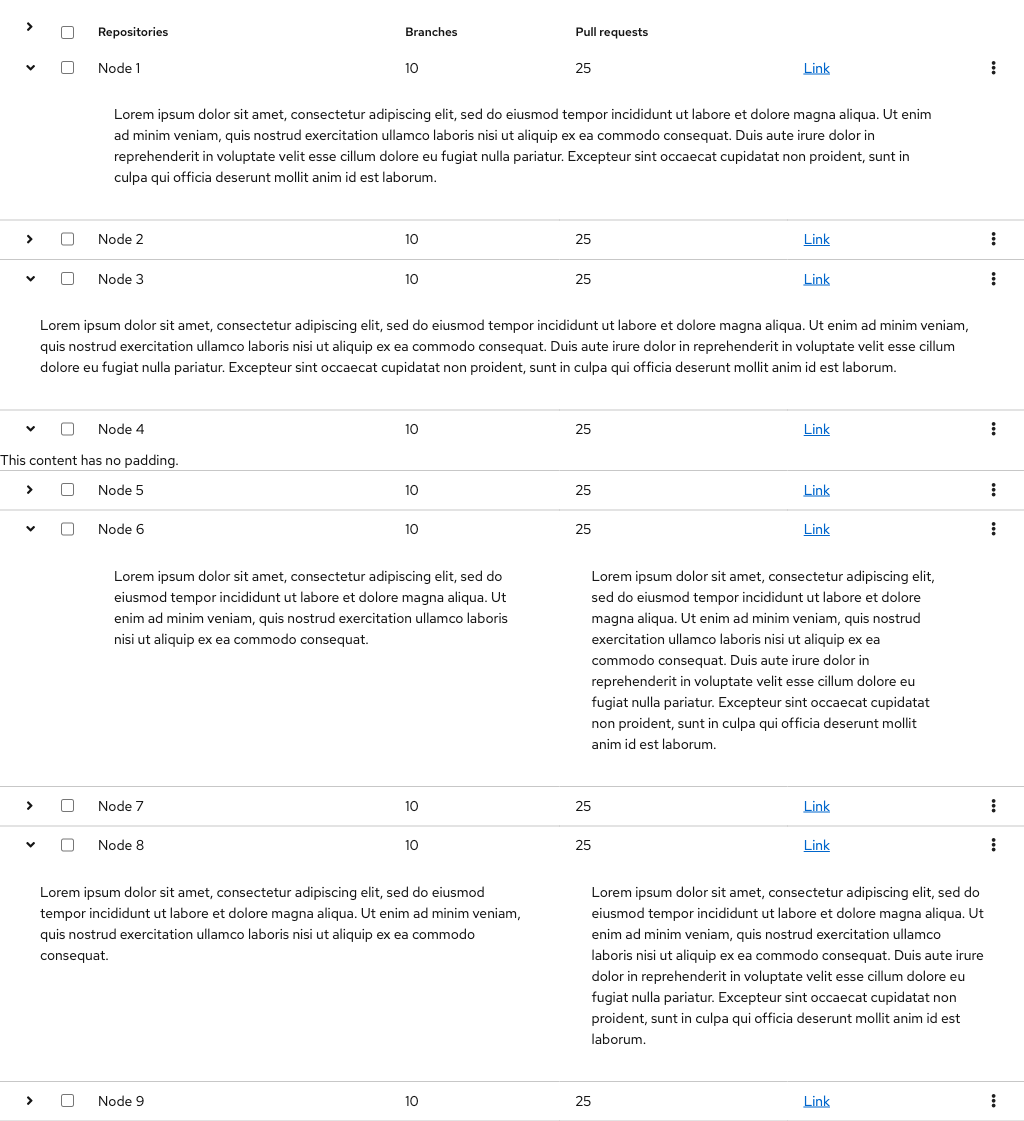 Repositories Branches Pull requests
Node 1 10 25 Link
Lorem ipsum dolor sit amet, consectetur adipiscing elit, sed do eiusmod tempor incididunt ut labore et dolore magna aliqua. Ut enim
ad minim veniam, quis nostrud exercitation ullamco laboris nisi ut aliquip ex ea commodo consequat. Duis aute irure dolor in
reprehenderit in voluptate velit esse cillum dolore eu fugiat nulla pariatur. Excepteur sint occaecat cupidatat non proident, sunt in
culpa qui officia deserunt mollit anim id est laborum.
Node 2 10 25 Link
Node 3 10 25 Link
Lorem ipsum dolor sit amet, consectetur adipiscing elit, sed do eiusmod tempor incididunt ut labore et dolore magna aliqua. Ut enim ad minim veniam,
quis nostrud exercitation ullamco laboris nisi ut aliquip ex ea commodo consequat. Duis aute irure dolor in reprehenderit in voluptate velit esse cillum
dolore eu fugiat nulla pariatur. Excepteur sint occaecat cupidatat non proident, sunt in culpa qui officia deserunt mollit anim id est laborum.
Node 4 10 25 Link
This content has no padding.
Node 5 10 25 Link
Node 6 10 25 Link
Lorem ipsum dolor sit amet, consectetur adipiscing elit, sed do
eiusmod tempor incididunt ut labore et dolore magna aliqua. Ut
enim ad minim veniam, quis nostrud exercitation ullamco laboris
nisi ut aliquip ex ea commodo consequat.
Lorem ipsum dolor sit amet, consectetur adipiscing elit,
sed do eiusmod tempor incididunt ut labore et dolore
magna aliqua. Ut enim ad minim veniam, quis nostrud
exercitation ullamco laboris nisi ut aliquip ex ea
commodo consequat. Duis aute irure dolor in
reprehenderit in voluptate velit esse cillum dolore eu
fugiat nulla pariatur. Excepteur sint occaecat cupidatat
non proident, sunt in culpa qui officia deserunt mollit
anim id est laborum.
Node 7 10 25 Link
Node 8 10 25 Link
Lorem ipsum dolor sit amet, consectetur adipiscing elit, sed do eiusmod
tempor incididunt ut labore et dolore magna aliqua. Ut enim ad minim veniam,
quis nostrud exercitation ullamco laboris nisi ut aliquip ex ea commodo
consequat.
Lorem ipsum dolor sit amet, consectetur adipiscing elit, sed do
eiusmod tempor incididunt ut labore et dolore magna aliqua. Ut
enim ad minim veniam, quis nostrud exercitation ullamco
laboris nisi ut aliquip ex ea commodo consequat. Duis aute irure
dolor in reprehenderit in voluptate velit esse cillum dolore eu
fugiat nulla pariatur. Excepteur sint occaecat cupidatat non
proident, sunt in culpa qui officia deserunt mollit anim id est
laborum.
Node 9 10 25 Link